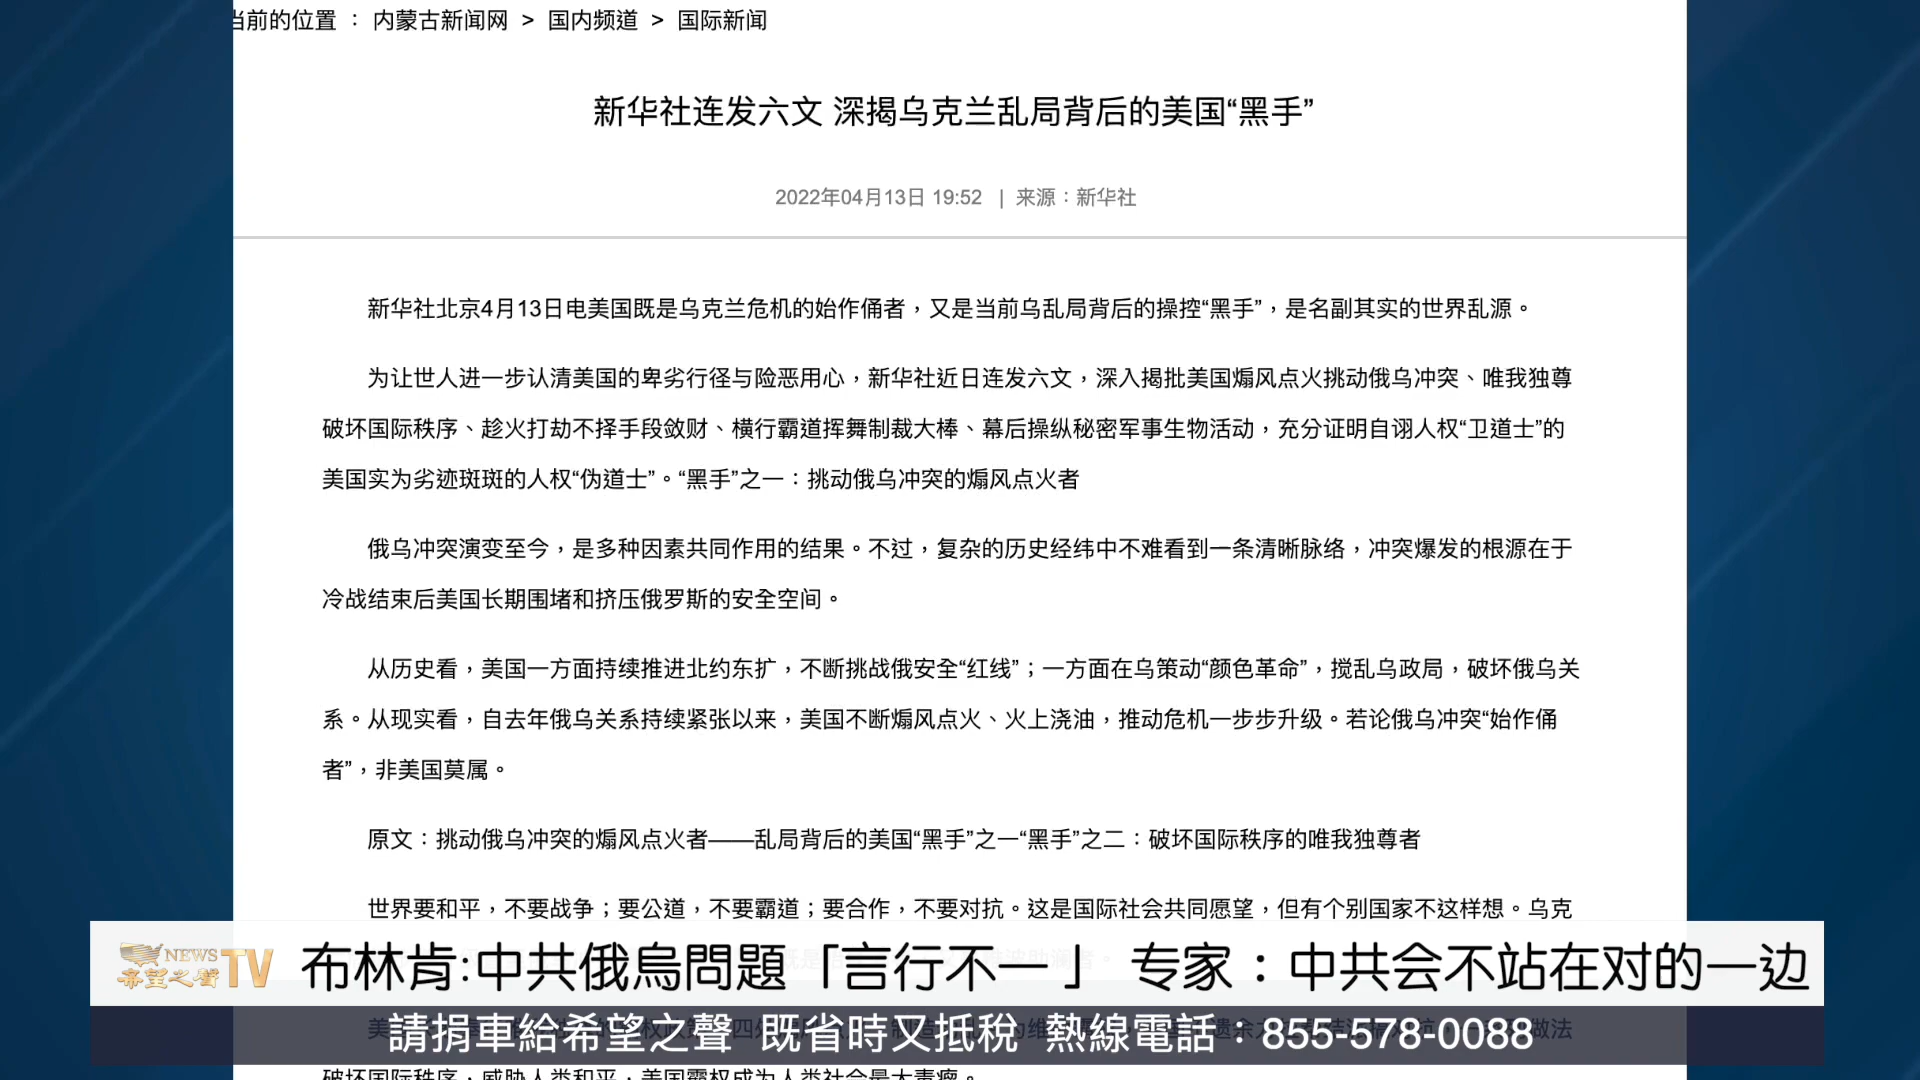 当前的位置 ： 内蒙古新闻网 > 国内频道 > 国际新闻
新华社连发六文 深揭乌克兰乱局背后的美国“黑手”
2022年04月13日 19:52 | 来源：新华社
新华社北京4月13日电美国既是乌克兰危机的始作俑者，又是当前乌乱局背后的操控“黑手”，是名副其实的世界乱源。
为让世人进一步认清美国的卑劣行径与险恶用心，新华社近日连发六文，深入揭批美国煽风点火挑动俄乌冲突、唯我独尊
破坏国际秩序、趁火打劫不择手段敛财、横行霸道挥舞制裁大棒、幕后操纵秘密军事生物活动，充分证明自诩人权“卫道士”的
美国实为劣迹斑斑的人权“伪道士”。“黑手”之一：挑动俄乌冲突的煽风点火者
俄乌冲突演变至今，是多种因素共同作用的结果。不过，复杂的历史经纬中不难看到一条清晰脉络，冲突爆发的根源在于
冷战结束后美国长期围堵和挤压俄罗斯的安全空间。
从历史看，美国一方面持续推进北约东扩，不断挑战俄安全“红线”；一方面在乌策动“颜色革命”，搅乱乌政局，破坏俄乌关
系。从现实看，自去年俄乌关系持续紧张以来，美国不断煽风点火、火上浇油，推动危机一步步升级。若论俄乌冲突“始作俑
者”，非美国莫属。
原文：挑动俄乌冲突的煽风点火者——乱局背后的美国“黑手”之一“黑手”之二：破坏国际秩序的唯我独尊者
世界要和平，不要战争；要公道，不要霸道；要合作，不要对抗。这是国际社会共同愿望，但有个别国家不这样想。乌克
NEWS 希望之聲 TV 布林肯:中共俄烏問題「言行不一」 专家：中共会不站在对的一边
請捐車給希望之聲 既省時又抵稅 熱線電話：855-578-0088
破坏国际秩序，威胁人类和平，美国霸权成为人类社会最大毒瘤。